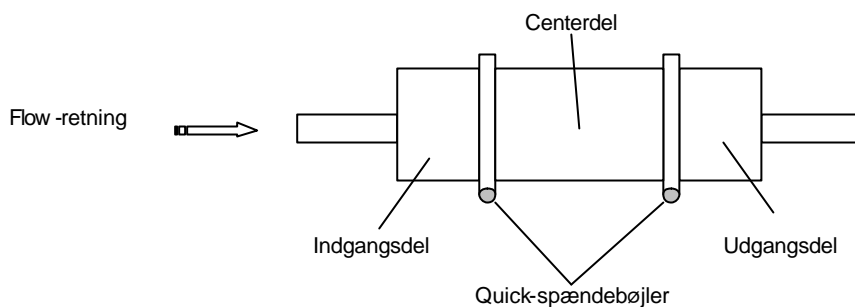 Centerdel
Flow -retning
Indgangsdel
Udgangsdel
Quick-spændebøjler